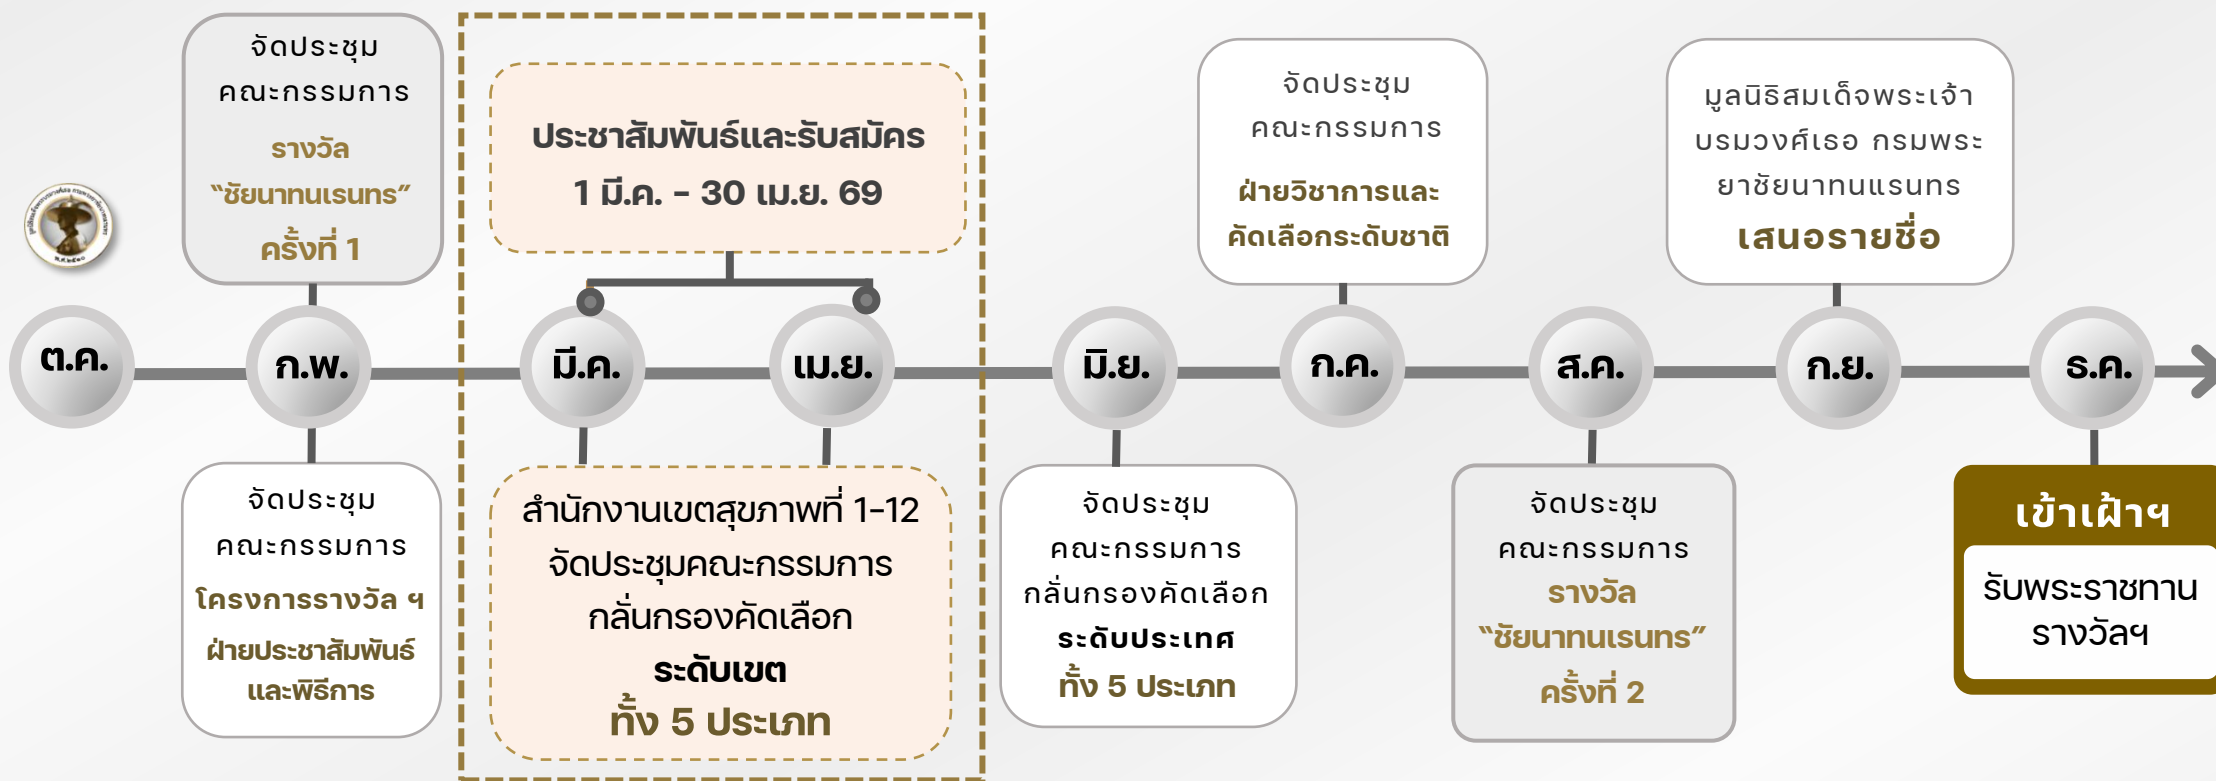 จัดประชุม
คณะกรรมการ
รางวัล
“ชัยนาทนเรนทร”
ครั้งที่ 1
ประชาสัมพันธ์และรับสมัคร
1 มี.ค. - 30 เม.ย. 69
จัดประชุม
คณะกรรมการ
ฝ่ายวิชาการและ
คัดเลือกระดับชาติ
มูลนิธิสมเด็จพระเจ้า
บรมวงศ์เธอ กรมพระ
ยาชัยนาทนแรนทร
เสนอรายชื่อ
ต.ค.
ก.พ.
มี.ค.
เม.ย.
มิ.ย.
ก.ค.
ส.ค.
ก.ย.
ธ.ค.
จัดประชุม
คณะกรรมการ
โครงการรางวัล ฯ
ฝ่ายประชาสัมพันธ์
และพิธีการ
สำนักงานเขตสุขภาพที่ 1-12
จัดประชุมคณะกรรมการ
กลั่นกรองคัดเลือก
ระดับเขต
ทั้ง 5 ประเภท
จัดประชุม
คณะกรรมการ
กลั่นกรองคัดเลือก
ระดับประเทศ
ทั้ง 5 ประเภท
จัดประชุม
คณะกรรมการ
รางวัล
“ชัยนาทนเรนทร”
ครั้งที่ 2
เข้าเฝ้าฯ
รับพระราชทาน
รางวัลฯ